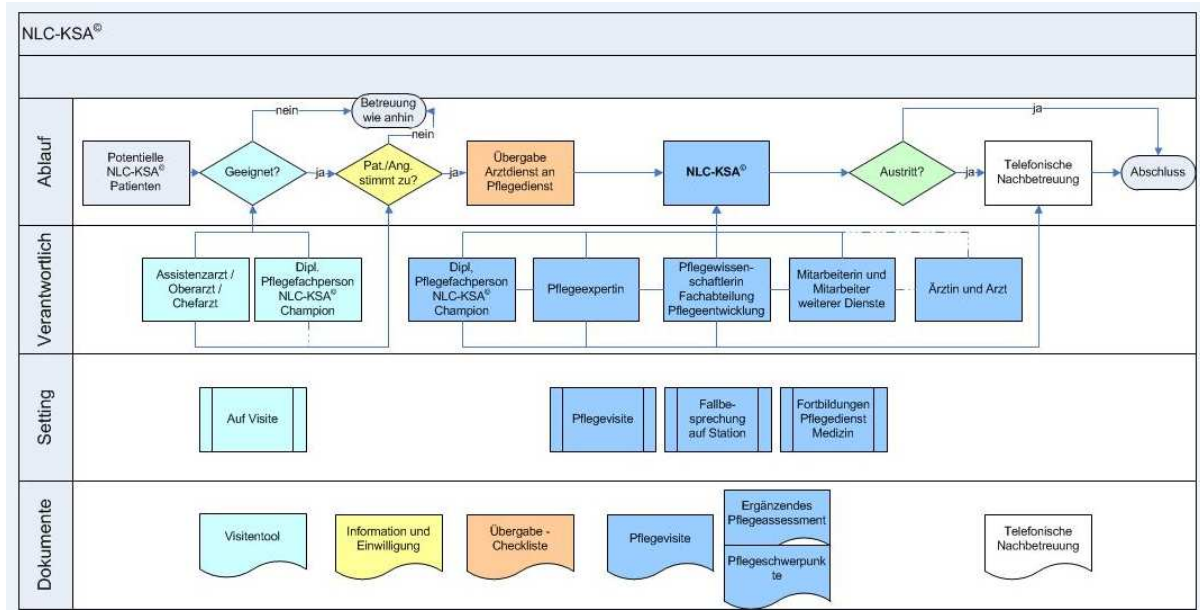 NLC-KSA©
Ablauf
Potentielle
NLC-KSA©
Patienten
Geeignet?
nein
ja
Betreuung
wie anhin
nein
Pat./Ang.
stimmt zu?
ja
Übergabe
Arztdienst an
Pflegedienst
NLC-KSA©
Austritt?
ja
ja
Telefonische
Nachbetreuung
Abschluss
Verantwortlich
Assistenzarzt /
Oberarzt /
Chefarzt
Dipl.
Pflegefachperson
NLC-KSA©
Champion
Dipl,
Pflegefachperson
NLC-KSA©
Champion
Pflegeexpertin
Pflegewissen-
schaftlerin
Fachabteilung
Pflegeentwicklung
Mitarbeiterin und
Mitarbeiter
weiterer Dienste
Ärztin und Arzt
Setting
Auf Visite
Pflegevisite
Fallbe-
sprechung
auf Station
Fortbildungen
Pflegedienst
Medizin
Dokumente
Visitentool
Information und
Einwilligung
Übergabe -
Checkliste
Pflegevisite
Ergänzendes
Pflegeassessment
Pflegeschwerpunk
te
Telefonische
Nachbetreuung